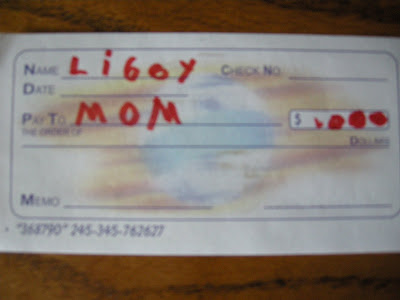 NAME LiGoy CHECK NO.
DATE
PAY TO MOM $ 1,000
THE ORDER OF
DOLLARS
MEMO
"368790" 245-345-762627